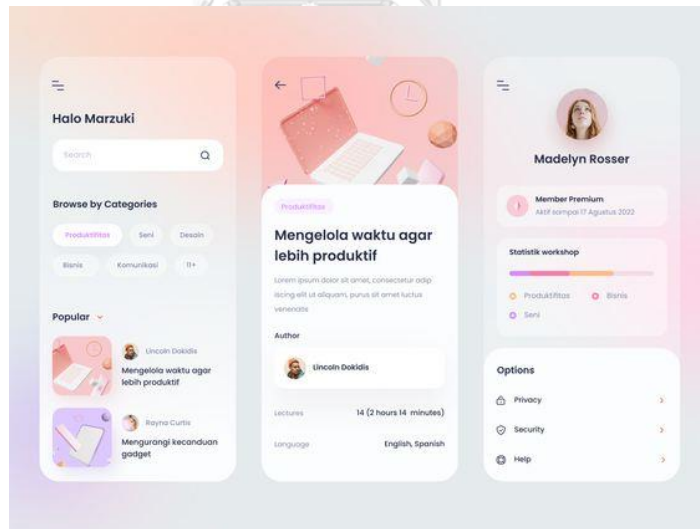 Halo Marzuki
Search
Browse by Categories
Produktifitas
Seni
Desain
Bisnis
Komunikasi
11+
Popular
Lincoln Dokidis
Mengelola waktu agar
lebih produktif
Rayna Curtis
Mengurangi kecanduan
gadget
Produktifitas
Mengelola waktu agar
lebih produktif
Lorem ipsum dolor sit amet, consectetur adip
iscing elit ut aliquam, purus sit amet luctus
venenatis
Author
Lincoln Dokidis
Lectures
14 (2 hours 14 minutes)
Language
English, Spanish
Madelyn Rosser
Member Premium
Aktif sampai 17 Agustus 2022
Statistik workshop
Produktifitas
Bisnis
Seni
Options
Privacy
Security
Help